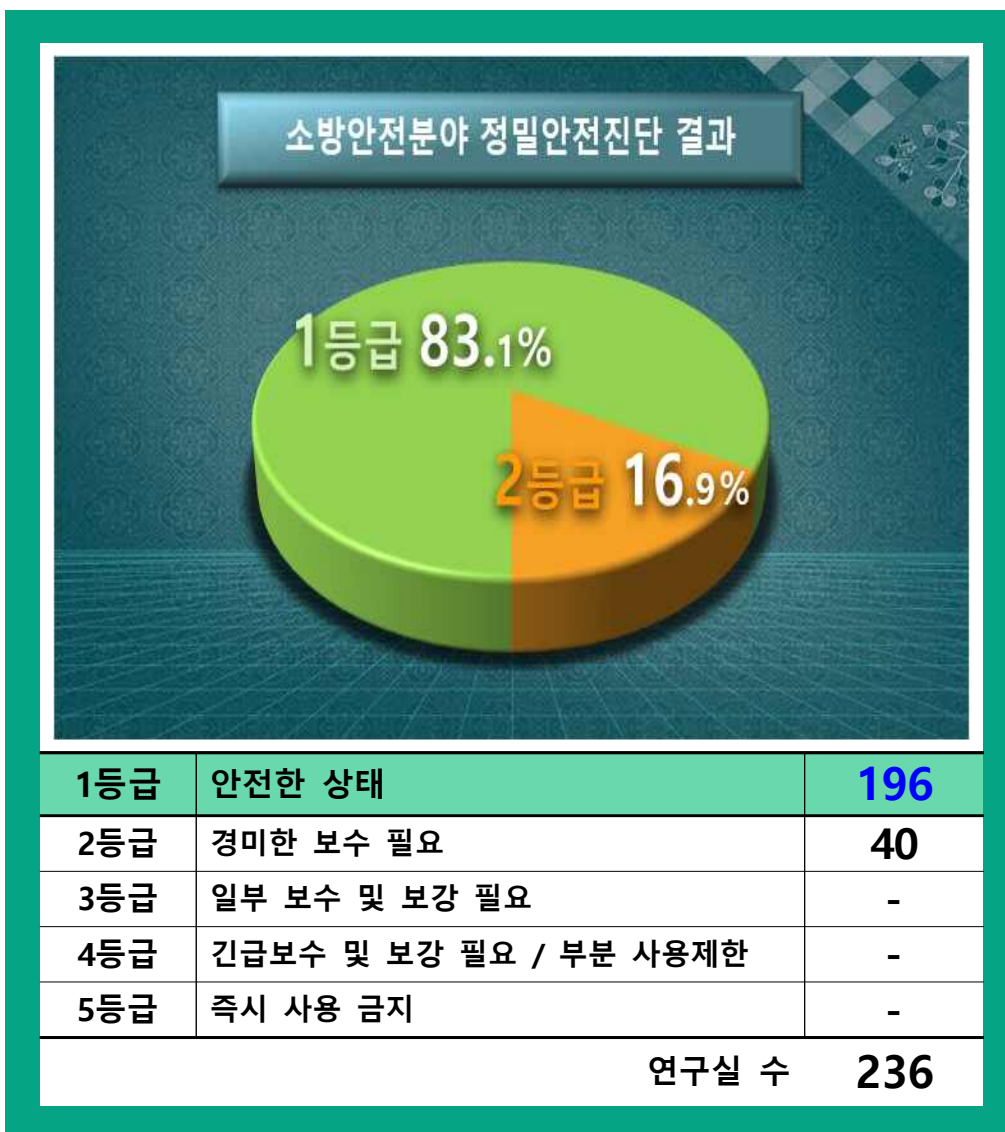 소방안전분야 정밀안전진단 결과
1등급 83.1%
2등급 16.9%
1등급 안전한 상태 196
2등급 경미한 보수 필요 40
3등급 일부 보수 및 보강 필요 -
4등급 긴급보수 및 보강 필요 / 부분 사용제한 -
5등급 즉시 사용 금지 -
연구실 수 236